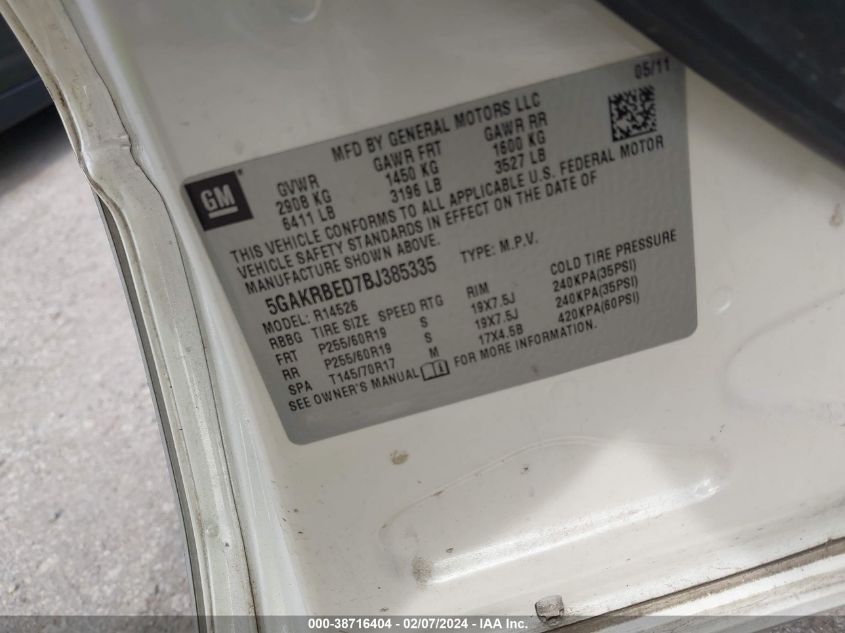 05/11
MFD BY GENERAL MOTORS LLC
GM
GVWR GAWR FRT GAWR RR
2908 KG 1450 KG 1600 KG
6411 LB 3196 LB 3527 LB
THIS VEHICLE CONFORMS TO ALL APPLICABLE U.S. FEDERAL MOTOR
VEHICLE SAFETY STANDARDS IN EFFECT ON THE DATE OF
MANUFACTURE SHOWN ABOVE.
5GAKRBED7BJ385335 TYPE: M.P.V.
MODEL: R14526
RBBG TIRE SIZE SPEED RTG RIM COLD TIRE PRESSURE
FRT P255/60R19 S 19X7.5J 240KPA(35PSI)
RR P255/60R19 S 19X7.5J 240KPA(35PSI)
SPA T145/70R17 M 17X4.5B 420KPA(60PSI)
SEE OWNER'S MANUAL FOR MORE INFORMATION.
000-38716404 - 02/07/2024 - IAA Inc.